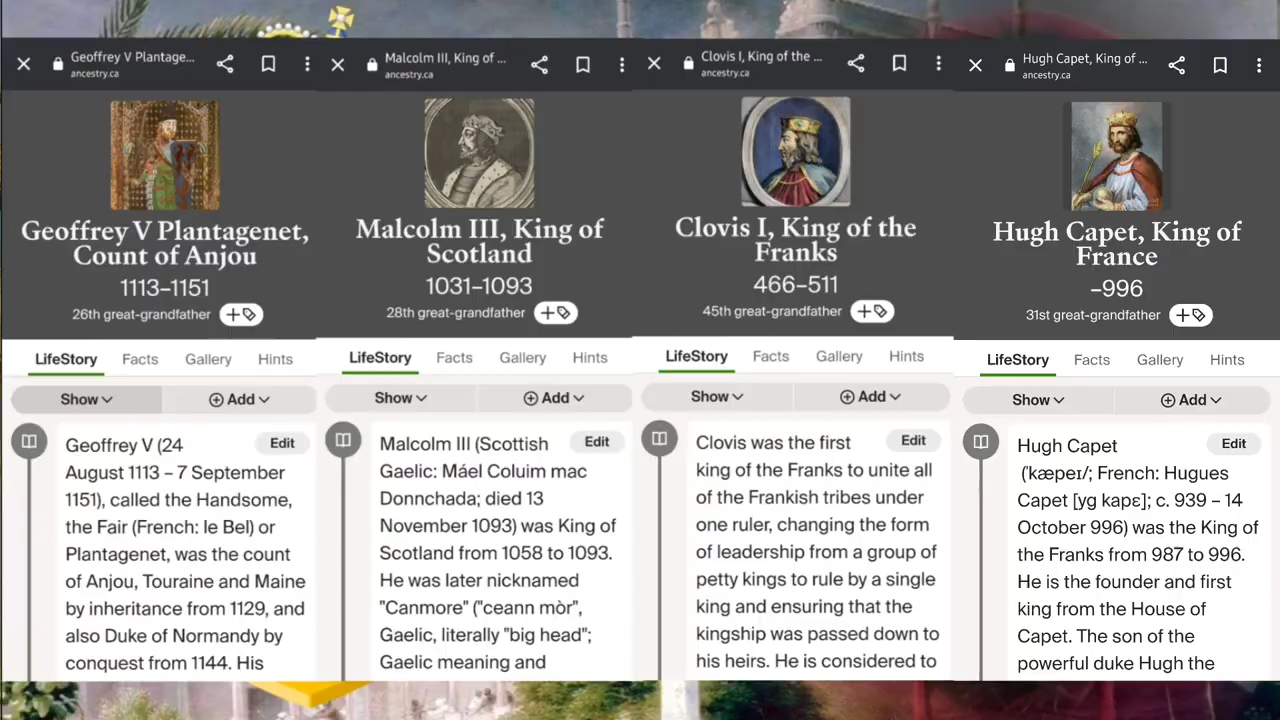 Geoffrey V Plantage...
ancestry.ca
Geoffrey V Plantagenet,
Count of Anjou
1113–1151
26th great-grandfather
LifeStory Facts Gallery Hints
Show Add
Geoffrey V (24
Edit
August 1113 – 7 September
1151), called the Handsome,
the Fair (French: le Bel) or
Plantagenet, was the count
of Anjou, Touraine and Maine
by inheritance from 1129, and
also Duke of Normandy by
conquest from 1144. His
Malcolm III, King of ...
ancestry.ca
Malcolm III, King of
Scotland
1031–1093
28th great-grandfather
LifeStory Facts Gallery Hints
Show Add
Malcolm III (Scottish
Edit
Gaelic: Máel Coluim mac
Donnchada; died 13
November 1093) was King of
Scotland from 1058 to 1093.
He was later nicknamed
"Canmore" ("ceann mòr",
Gaelic, literally "big head";
Gaelic meaning and
Clovis I, King of the ...
ancestry.ca
Clovis I, King of the
Franks
466–511
45th great-grandfather
LifeStory Facts Gallery Hints
Show Add
Clovis was the first
Edit
king of the Franks to unite all
of the Frankish tribes under
one ruler, changing the form
of leadership from a group of
petty kings to rule by a single
king and ensuring that the
kingship was passed down to
his heirs. He is considered to
Hugh Capet, King of ...
ancestry.ca
Hugh Capet, King of
France
–996
31st great-grandfather
LifeStory Facts Gallery Hints
Show Add
Hugh Capet
Edit
(ˈkæpeɪ/; French: Hugues
Capet [yg kapɛ]; c. 939 – 14
October 996) was the King of
the Franks from 987 to 996.
He is the founder and first
king from the House of
Capet. The son of the
powerful duke Hugh the